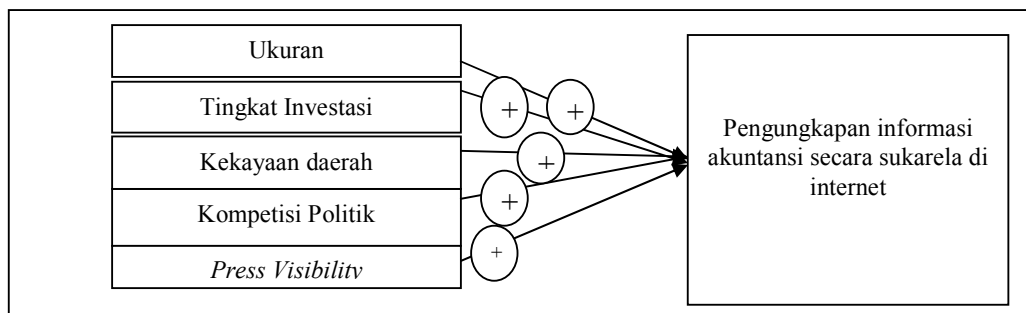 Ukuran
Tingkat Investasi
+
+
Kekayaan daerah
+
Kompetisi Politik
+
Press Visibility
+
Pengungkapan informasi
akuntansi secara sukarela di
internet